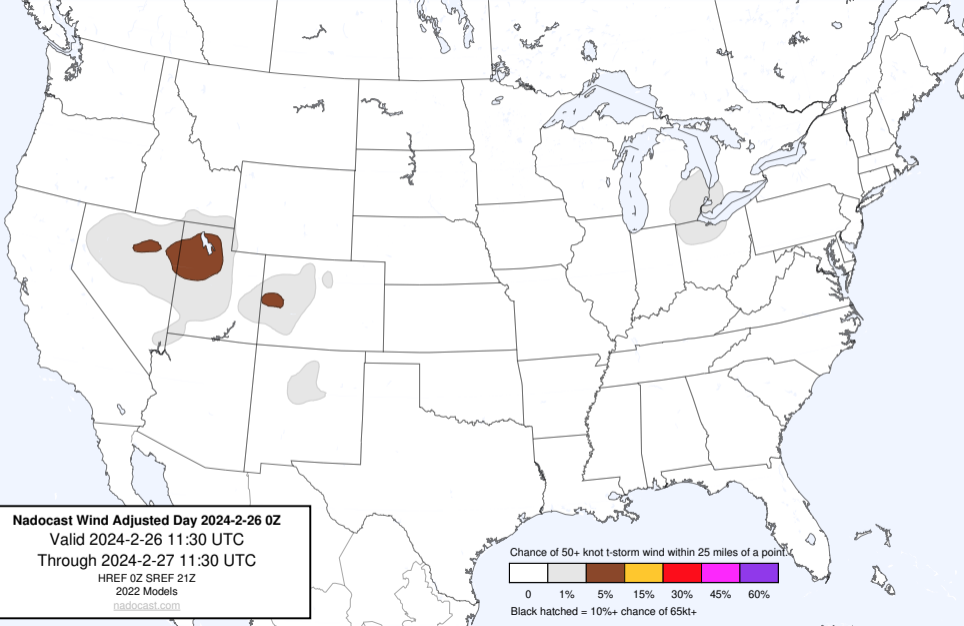 Nadocast Wind Adjusted Day 2024-2-26 0Z
Valid 2024-2-26 11:30 UTC
Through 2024-2-27 11:30 UTC
HREF 0Z SREF 21Z
2022 Models
nadocast.com
Chance of 50+ knot t-storm wind within 25 miles of a point.
0 1% 5% 15% 30% 45% 60%
Black hatched = 10%+ chance of 65kt+